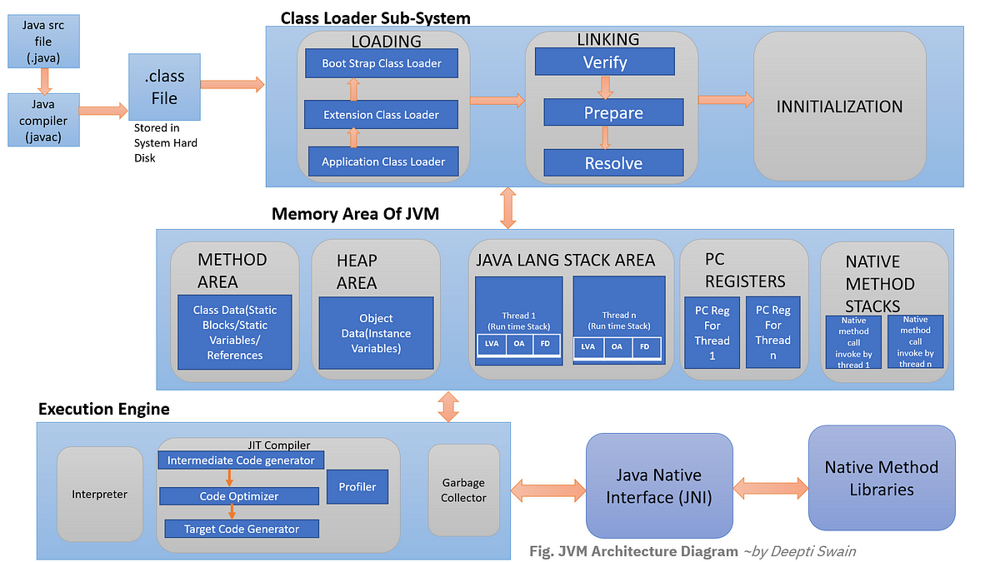 Class Loader Sub-System
Java src
file
(.java)
Java
compiler
(javac)
.class
File
Stored in
System Hard
Disk
LOADING
Boot Strap Class Loader
Extension Class Loader
Application Class Loader
LINKING
Verify
Prepare
Resolve
INNITIALIZATION
Memory Area Of JVM
METHOD
AREA
Class Data(Static
Blocks/Static
Variables/
References
HEAP
AREA
Object
Data(Instance
Variables)
JAVA LANG STACK AREA
Thread 1
(Run time Stack)
LVA OA FD
Thread n
(Run time Stack)
LVA OA FD
PC
REGISTERS
PC Reg
For
Thread
1
PC Reg
For
Thread
n
NATIVE
METHOD
STACKS
Native
method
call
invoke by
thread 1
Native
method
call
invoke by
thread n
Execution Engine
Interpreter
JIT Compiler
Intermediate Code generator
Code Optimizer
Target Code Generator
Profiler
Garbage
Collector
Java Native
Interface (JNI)
Native Method
Libraries
Fig. JVM Architecture Diagram ~by Deepti Swain